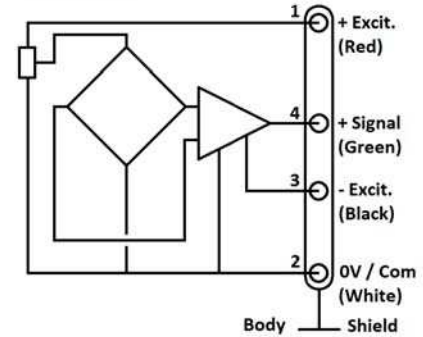 1
+ Excit.
(Red)
4
+ Signal
(Green)
3
- Excit.
(Black)
2
0V / Com
(White)
Body
Shield